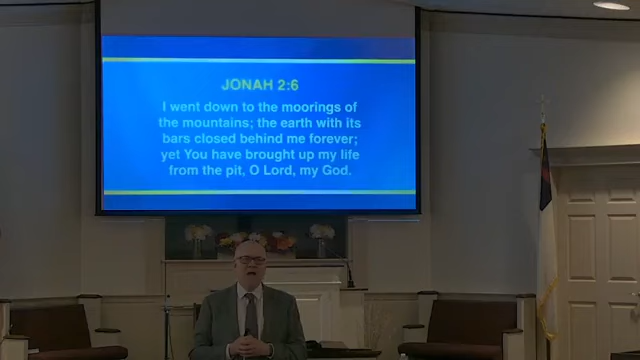 JONAH 2:6
I went down to the moorings of
the mountains; the earth with its
bars closed behind me forever;
yet You have brought up my life
from the pit, O Lord, my God.